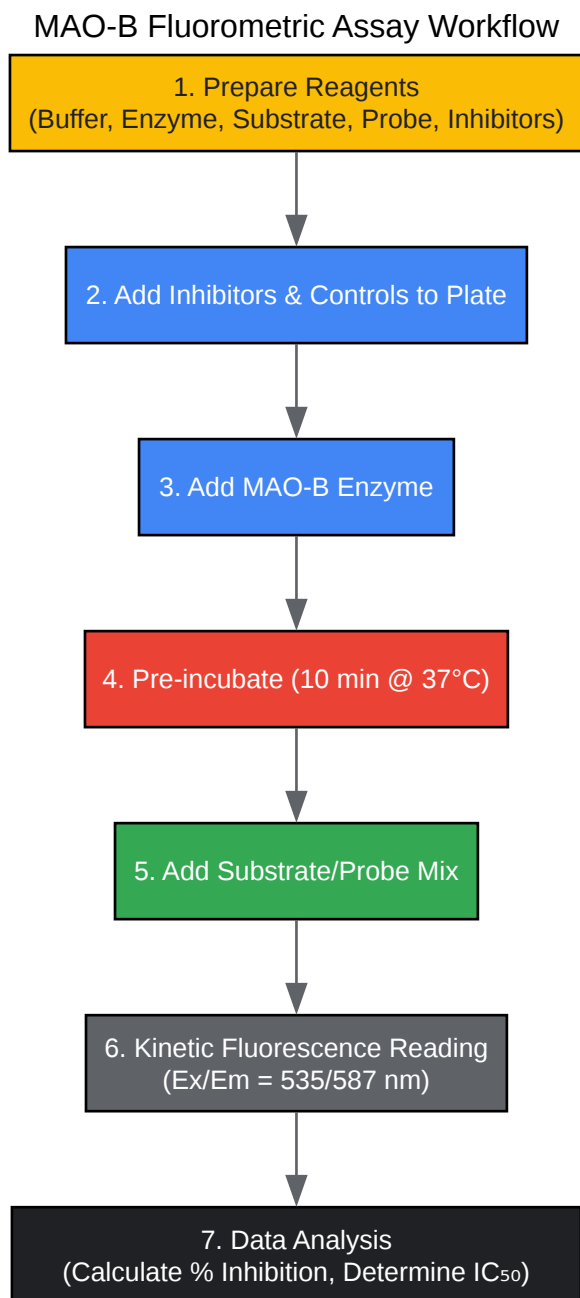 MAO-B Fluorometric Assay Workflow
1. Prepare Reagents
(Buffer, Enzyme, Substrate, Probe, Inhibitors)
2. Add Inhibitors & Controls to Plate
3. Add MAO-B Enzyme
4. Pre-incubate (10 min @ 37°C)
5. Add Substrate/Probe Mix
6. Kinetic Fluorescence Reading
(Ex/Em = 535/587 nm)
7. Data Analysis
(Calculate % Inhibition, Determine IC₅₀)